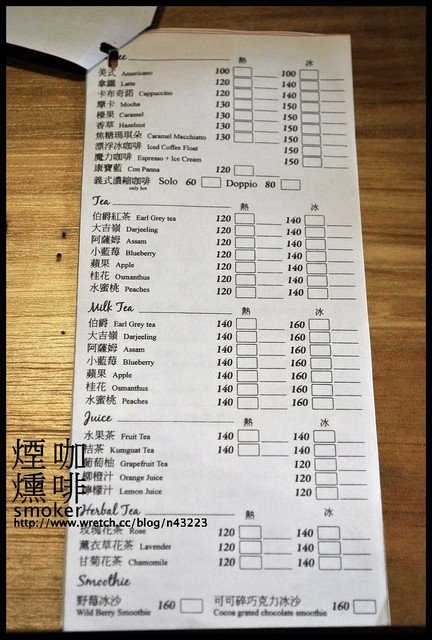 熱 冰
美式 Americano 100 100
拿鐵 Latte 120 140
卡布奇諾 Cappuccino 120 140
摩卡 Mocha 130 150
榛果 Caramel 130 150
香草 Hazelnut 130 150
焦糖瑪琪朵 Caramel Macchiatto 130 150
漂浮冰咖啡 Iced Coffee Float 150
魔力咖啡 Espresso + Ice Cream 150
康寶藍 Con Panna 120
義式濃縮咖啡 Solo 60 Doppio 80
only hot
Tea 熱 冰
伯爵紅茶 Earl Grey tea 120 140
大吉嶺 Darjeeling 120 140
阿薩姆 Assam 120 140
小藍莓 Blueberry 120 140
蘋果 Apple 120 140
桂花 Osmanthus 120 140
水蜜桃 Peaches 120 140
Milk Tea 熱 冰
伯爵 Earl Grey tea 140 160
大吉嶺 Darjeeling 140 160
阿薩姆 Assam 140 160
小藍莓 Blueberry 140 160
蘋果 Apple 140 160
桂花 Osmanthus 140 160
水蜜桃 Peaches 140 160
Juice 熱 冰
水果茶 Fruit Tea 140 140
桔茶 Kumguat Tea 140 140
葡萄柚 Grapefruit Tea 120
柳橙汁 Orange Juice 120
檸檬汁 Lemon Juice 120
Herbal Tea 熱 冰
玫瑰花茶 Rose 120 140
薰衣草花茶 Lavender 120 140
甘菊花茶 Chamomile 120 140
Smoothie
野莓冰沙 160 可可碎巧克力冰沙 160
Wild Berry Smoothie Cocoa grated chocolate smoothie
煙咖
燻啡
smoker
http://www.wretch.cc/blog/n43223